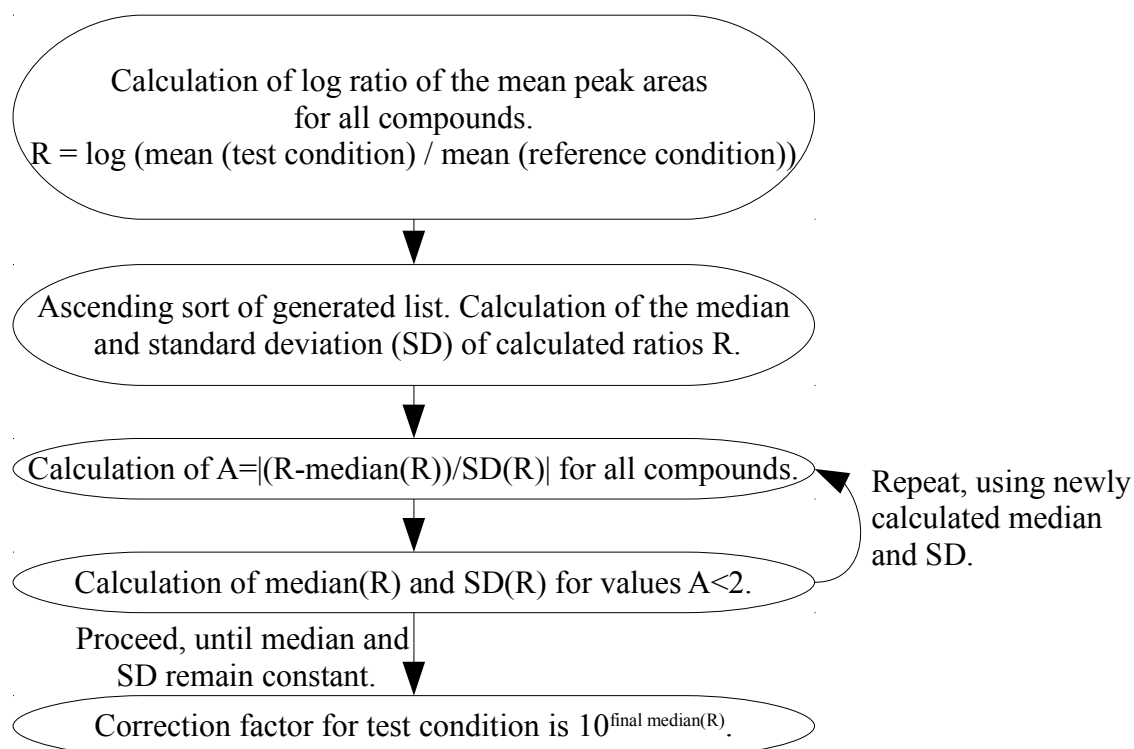 Calculation of log ratio of the mean peak areas
for all compounds.
R = log (mean (test condition) / mean (reference condition))
Ascending sort of generated list. Calculation of the median
and standard deviation (SD) of calculated ratios R.
Calculation of A=|(R-median(R))/SD(R)| for all compounds.
Repeat, using newly
calculated median
and SD.
Calculation of median(R) and SD(R) for values A<2.
Proceed, until median and
SD remain constant.
Correction factor for test condition is 10^final median(R).